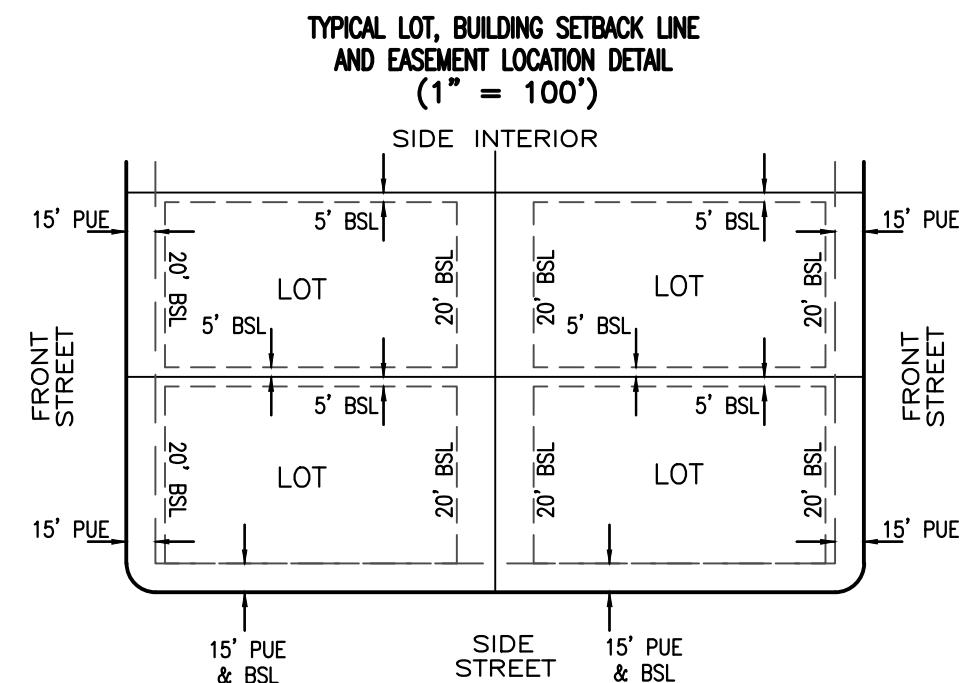 TYPICAL LOT, BUILDING SETBACK LINE
AND EASEMENT LOCATION DETAIL
(1" = 100')
SIDE INTERIOR
15' PUE
5' BSL
5' BSL
15' PUE
20' BSL
LOT
20' BSL
20' BSL
LOT
20' BSL
5' BSL
5' BSL
FRONT
STREET
FRONT
STREET
5' BSL
5' BSL
20' BSL
LOT
20' BSL
20' BSL
LOT
20' BSL
15' PUE
15' PUE
15' PUE
& BSL
SIDE
STREET
15' PUE
& BSL